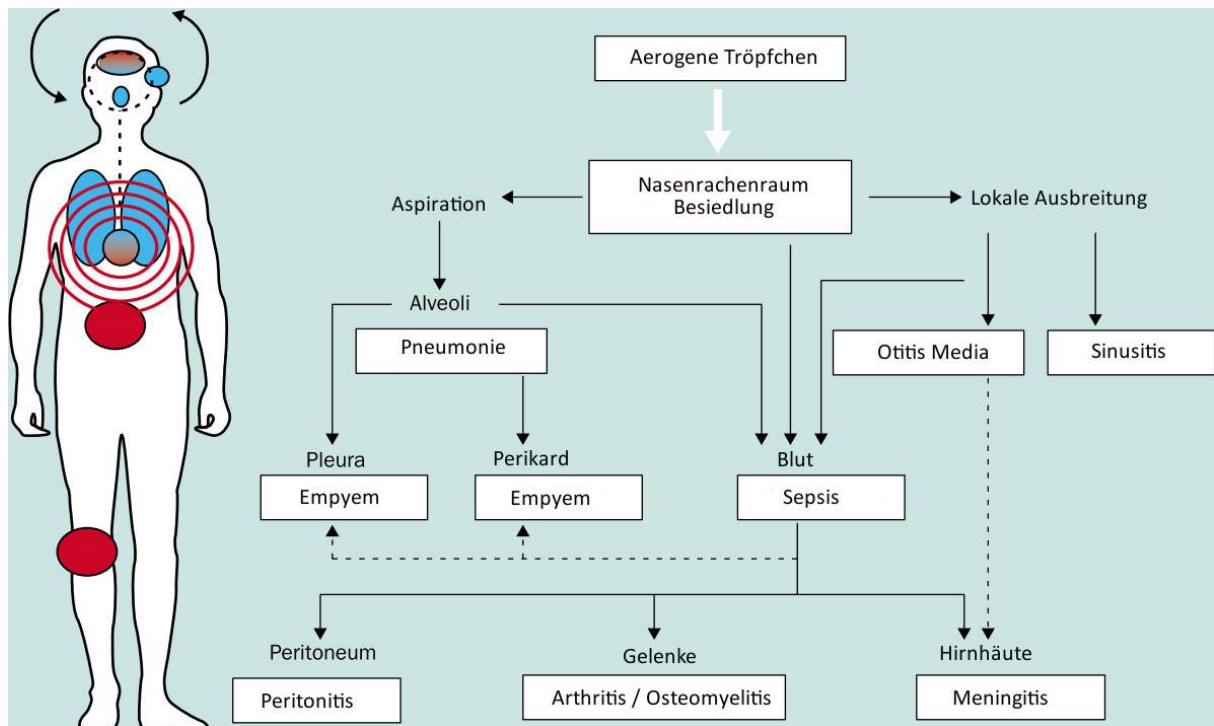 Aerogene Tröpfchen
Nasenrachenraum
Besiedlung
Aspiration
Lokale Ausbreitung
Alveoli
Pneumonie
Otitis Media
Sinusitis
Pleura
Perikard
Blut
Empyem
Empyem
Sepsis
Peritoneum
Gelenke
Hirnhäute
Peritonitis
Arthritis / Osteomyelitis
Meningitis